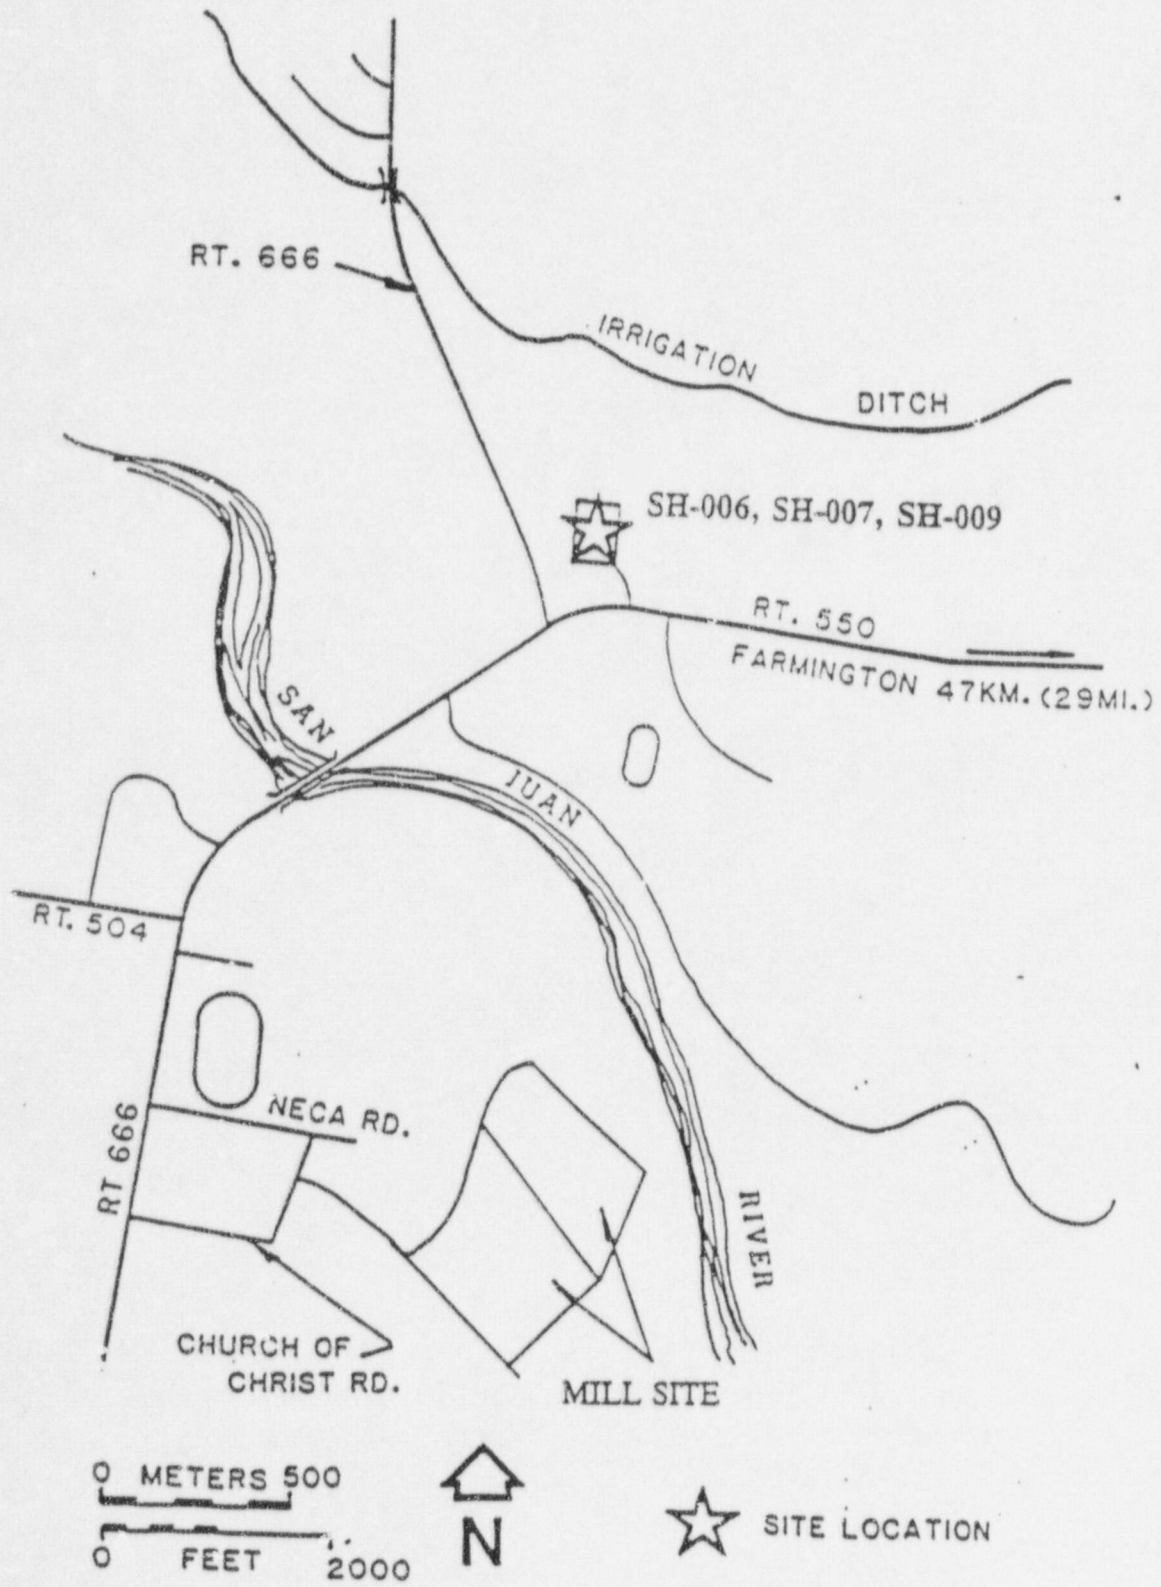 RT. 666
IRRIGATION
DITCH
SH-006, SH-007, SH-009
RT. 550
FARMINGTON 47KM. (29MI.)
SAN
JUAN
RT. 504
NECA RD.
RT 666
RIVER
CHURCH OF
CHRIST RD.
MILL SITE
0 METERS 500
0 FEET 2000
N
SITE LOCATION